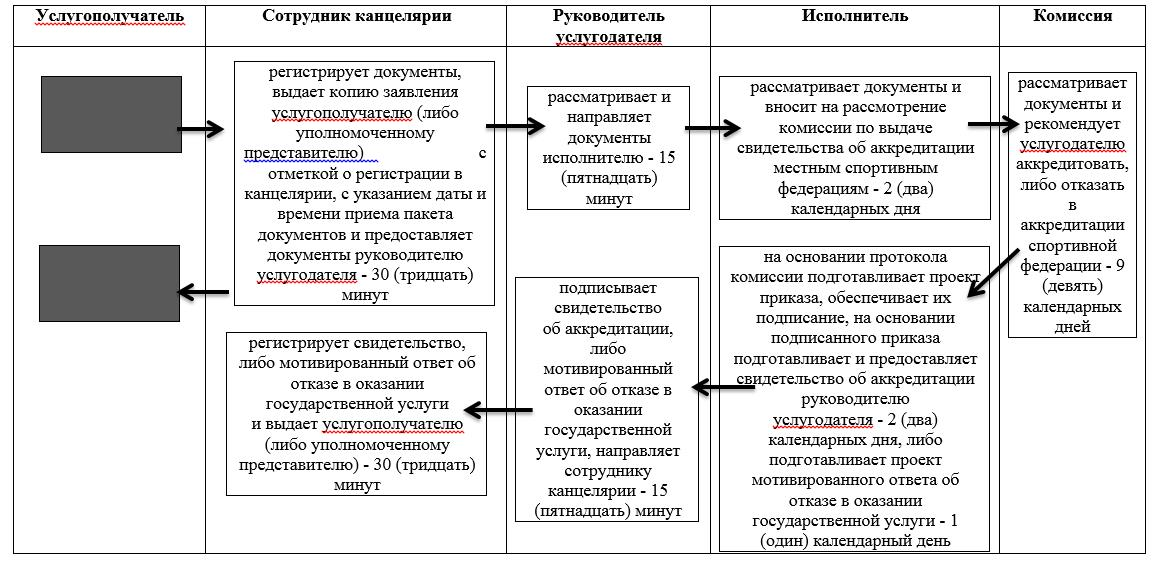 Услугополучатель
Сотрудник канцелярии
Руководитель
услугодателя
Исполнитель
Комиссия
регистрирует документы,
выдает копию заявления
услугополучателю (либо
уполномоченному
представителю) с
отметкой о регистрации в
канцелярии, с указанием даты и
времени приема пакета
документов и предоставляет
документы руководителю
услугодателя - 30 (тридцать)
минут
рассматривает и
направляет
документы
исполнителю - 15
(пятнадцать)
минут
рассматривает документы и
вносит на рассмотрение
комиссии по выдаче
свидетельства об аккредитации
местным спортивным
федерациям - 2 (два)
календарных дня
рассматривает
документы и
рекомендует
услугодателю
аккредитовать,
либо отказать
в
аккредитации
спортивной
федерации - 9
(девять)
календарных
дней
на основании протокола
комиссии подготавливает проект
приказа, обеспечивает их
подписание, на основании
подписанного приказа
подготавливает и предоставляет
свидетельство об аккредитации
руководителю
услугодателя - 2 (два)
календарных дня, либо
подготавливает проект
мотивированного ответа об
отказе в оказании
государственной услуги - 1
(один) календарный день
подписывает
свидетельство
об аккредитации,
либо
мотивированный
ответ об отказе в
оказании
государственной
услуги, направляет
сотруднику
канцелярии - 15
(пятнадцать) минут
регистрирует свидетельство,
либо мотивированный ответ об
отказе в оказании
государственной услуги
и выдает услугополучателю
(либо уполномоченному
представителю) - 30 (тридцать)
минут